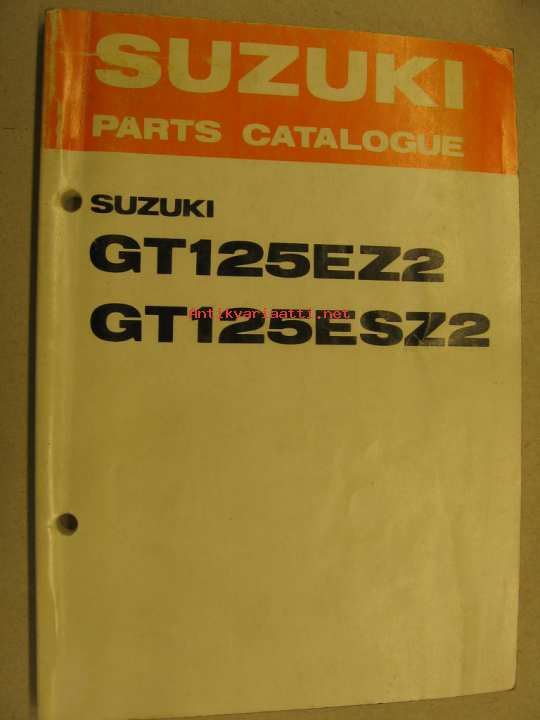 SUZUKI
PARTS CATALOGUE
SUZUKI
GT125EZ2
Antikvariaatti.net
GT125ESZ2